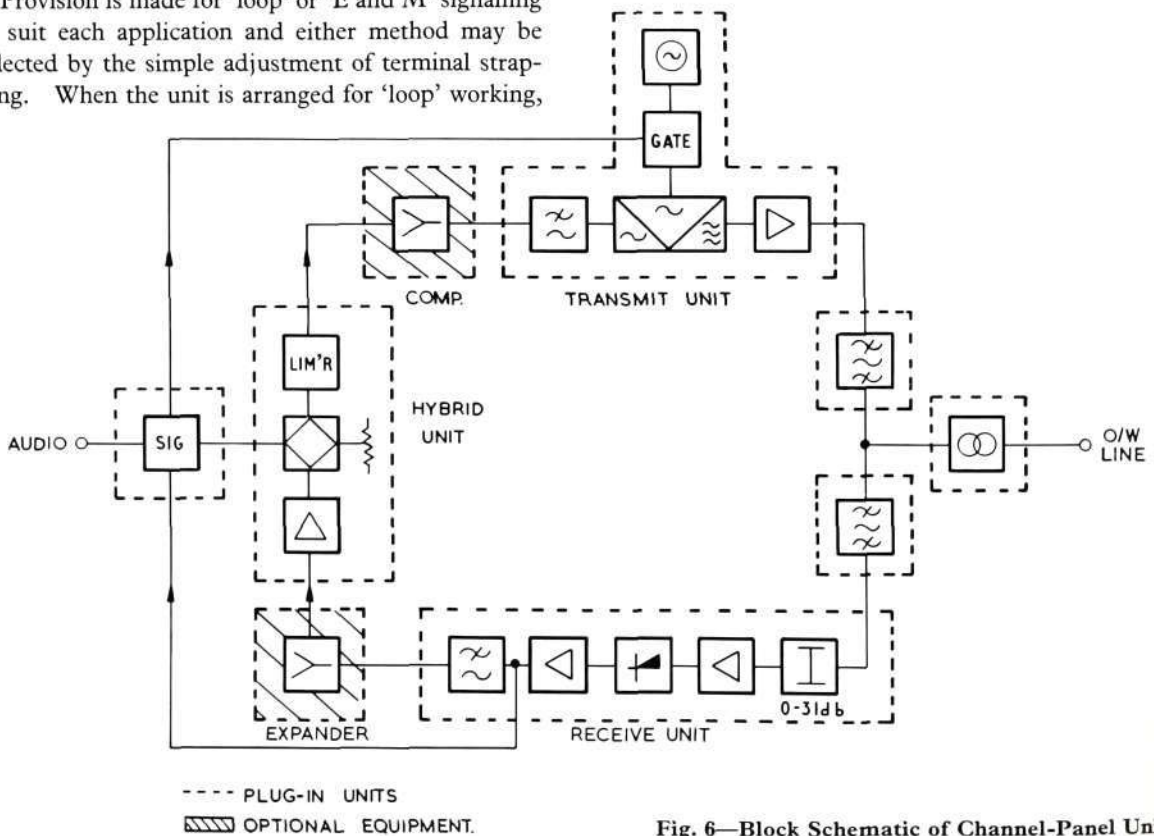 Provision is made for 'loop' or 'E and M' signalling
suit each application and either method may be
lected by the simple adjustment of terminal strap-
ng. When the unit is arranged for 'loop' working,
GATE
COMP.
TRANSMIT UNIT
LIM'R
HYBRID
UNIT
AUDIO
SIG
O/W
LINE
0-31db
EXPANDER
RECEIVE UNIT
PLUG-IN UNITS
OPTIONAL EQUIPMENT.
Fig. 6—Block Schematic of Channel-Panel Un